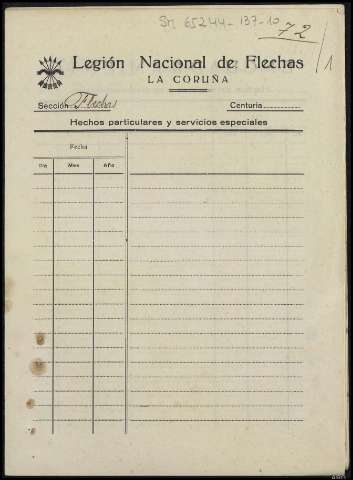 Sr. 65244-137-10
72
1
Legión Nacional de Flechas
LA CORUÑA
Sección Flechas Centuria
Hechos particulares y servicios especiales
Fecha
Día Mes Año